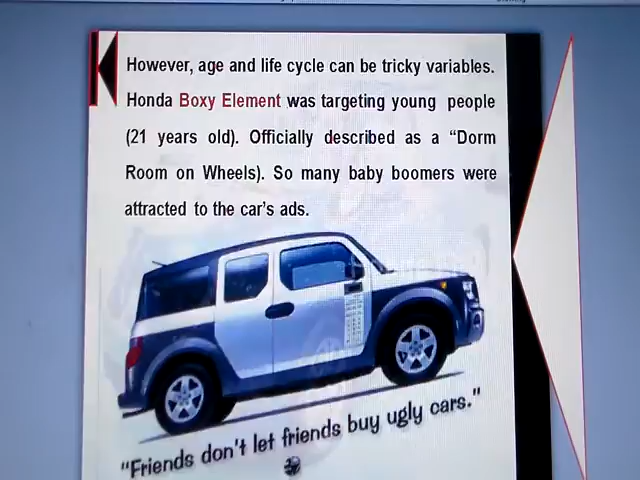 However, age and life cycle can be tricky variables.
Honda Boxy Element was targeting young people
(21 years old). Officially described as a “Dorm
Room on Wheels). So many baby boomers were
attracted to the car’s ads.
"Friends don't let friends buy ugly cars."